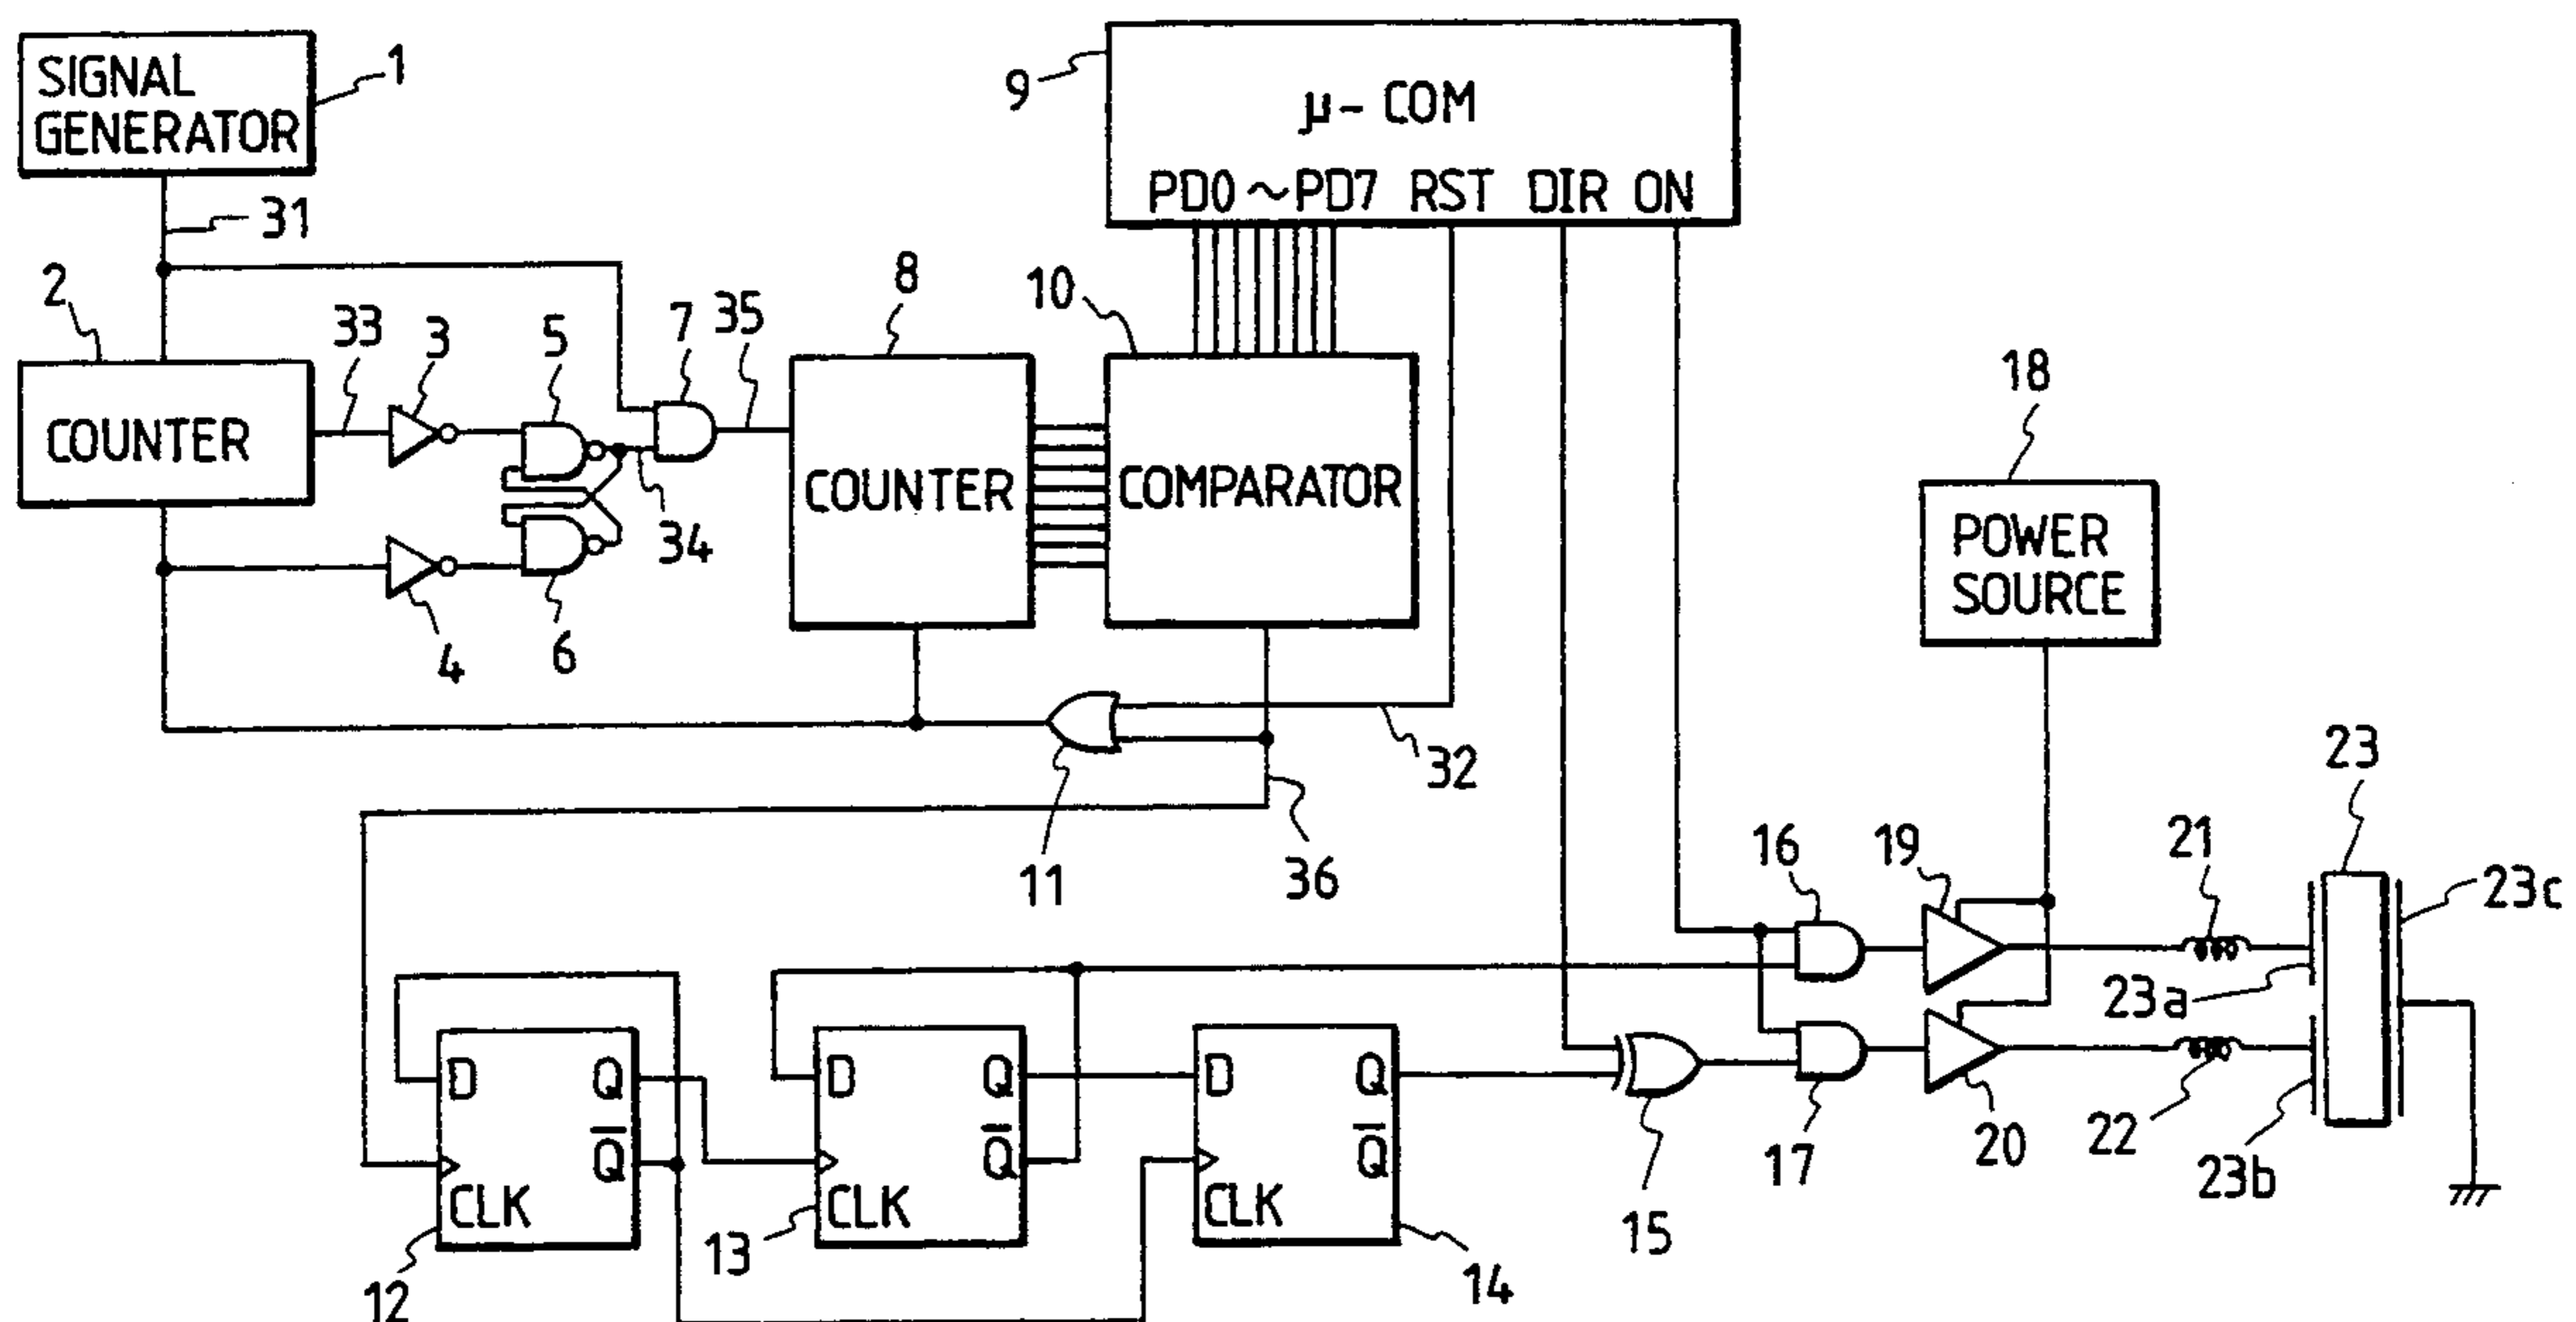 SIGNAL
GENERATOR
1
31
2
COUNTER
33
3
5
7
35
34
4
6
8
COUNTER
9
μ- COM
PD0 ~ PD7 RST DIR ON
10
COMPARATOR
11
32
36
18
POWER
SOURCE
D Q
Q̅
CLK
12
D Q
Q̅
CLK
13
D Q
Q̅
CLK
14
15
16
17
19
20
21
22
23
23a
23b
23c